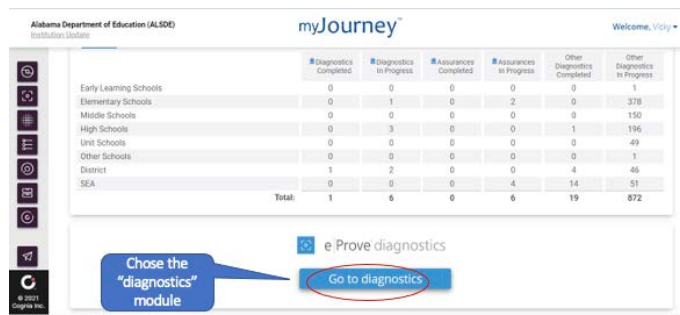 Alabama Department of Education (ALSDE)
Institution Update
myJourney™
Welcome, Vicky
Diagnostics Completed Diagnostics In Progress Assurances Completed Assurances In Progress Other Diagnostics Completed Other Diagnostics In Progress
Early Learning Schools 0 0 0 0 0 1
Elementary Schools 0 1 0 2 0 378
Middle Schools 0 0 0 0 0 150
High Schools 0 3 0 0 1 196
Unit Schools 0 0 0 0 0 49
Other Schools 0 0 0 0 0 1
District 1 2 0 0 4 46
SEA 0 0 0 4 14 51
Total: 1 6 0 6 19 872
e Prove diagnostics
Go to diagnostics
Chose the
"diagnostics"
module
© 2021
Cognia Inc.